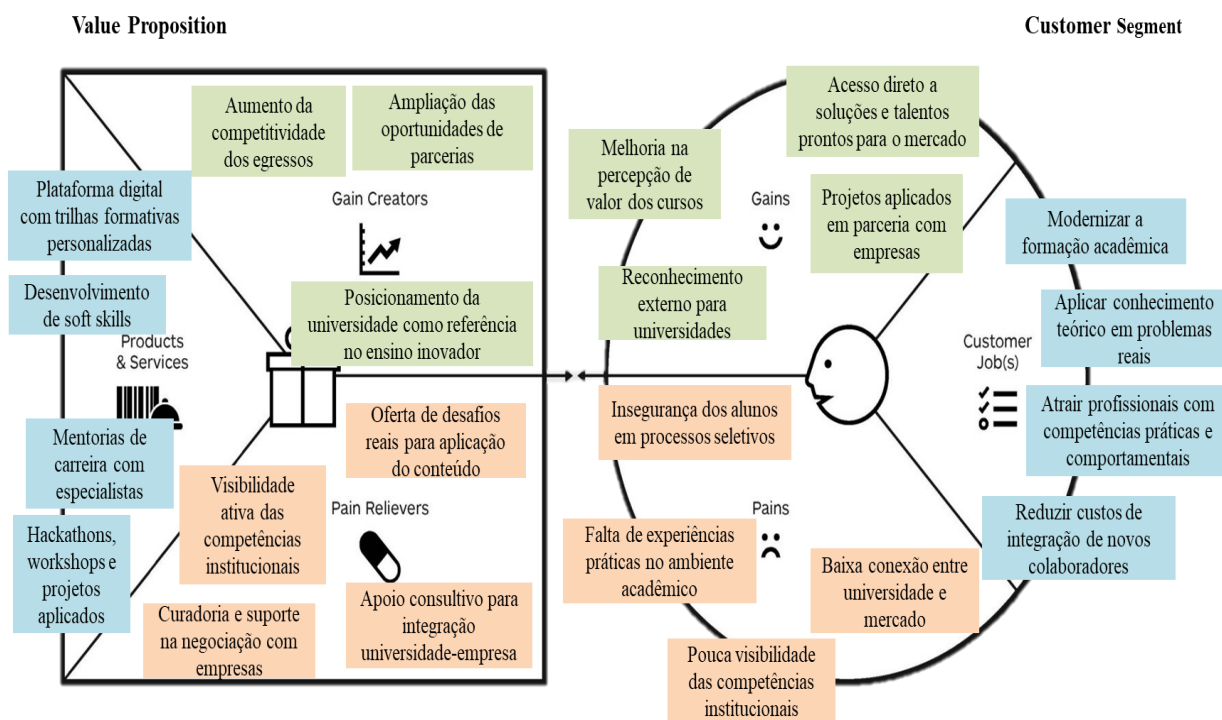 Value Proposition
Customer Segment
Aumento da
competitividade
dos egressos
Ampliação das
oportunidades de
parcerias
Plataforma digital
com trilhas formativas
personalizadas
Gain Creators
Desenvolvimento
de soft skills
Posicionamento da
universidade como referência
no ensino inovador
Products
& Services
Mentorias de
carreira com
especialistas
Oferta de desafios
reais para aplicação
do conteúdo
Visibilidade
ativa das
competências
institucionais
Pain Relievers
Hackathons,
workshops e
projetos
aplicados
Curadoria e suporte
na negociação com
empresas
Apoio consultivo para
integração
universidade-empresa
Acesso direto a
soluções e talentos
prontos para o mercado
Melhoria na
percepção de
valor dos cursos
Gains
Projetos aplicados
em parceria com
empresas
Modernizar a
formação acadêmica
Reconhecimento
externo para
universidades
Aplicar conhecimento
teórico em problemas
reais
Customer
Job(s)
Insegurança dos alunos
em processos seletivos
Atrair profissionais com
competências práticas e
comportamentais
Pains
Falta de experiências
práticas no ambiente
acadêmico
Baixa conexão entre
universidade e
mercado
Reduzir custos de
integração de novos
colaboradores
Pouca visibilidade
das competências
institucionais